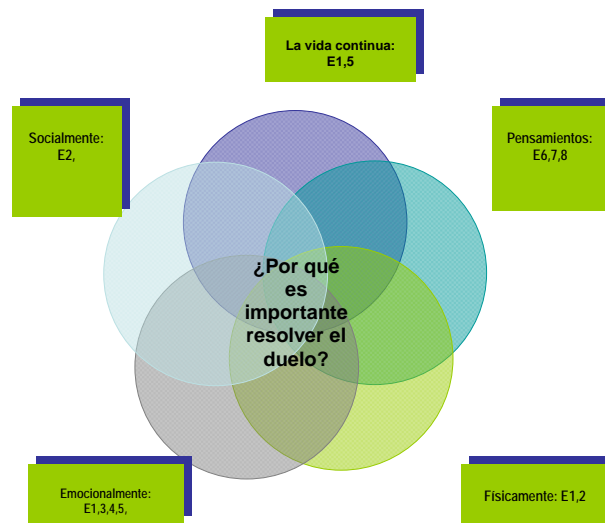 La vida continua:
E1,5
Socialmente:
E2,
Pensamientos:
E6,7,8
¿Por qué
es
importante
resolver el
duelo?
Emocionalmente:
E1,3,4,5,
Físicamente: E1,2